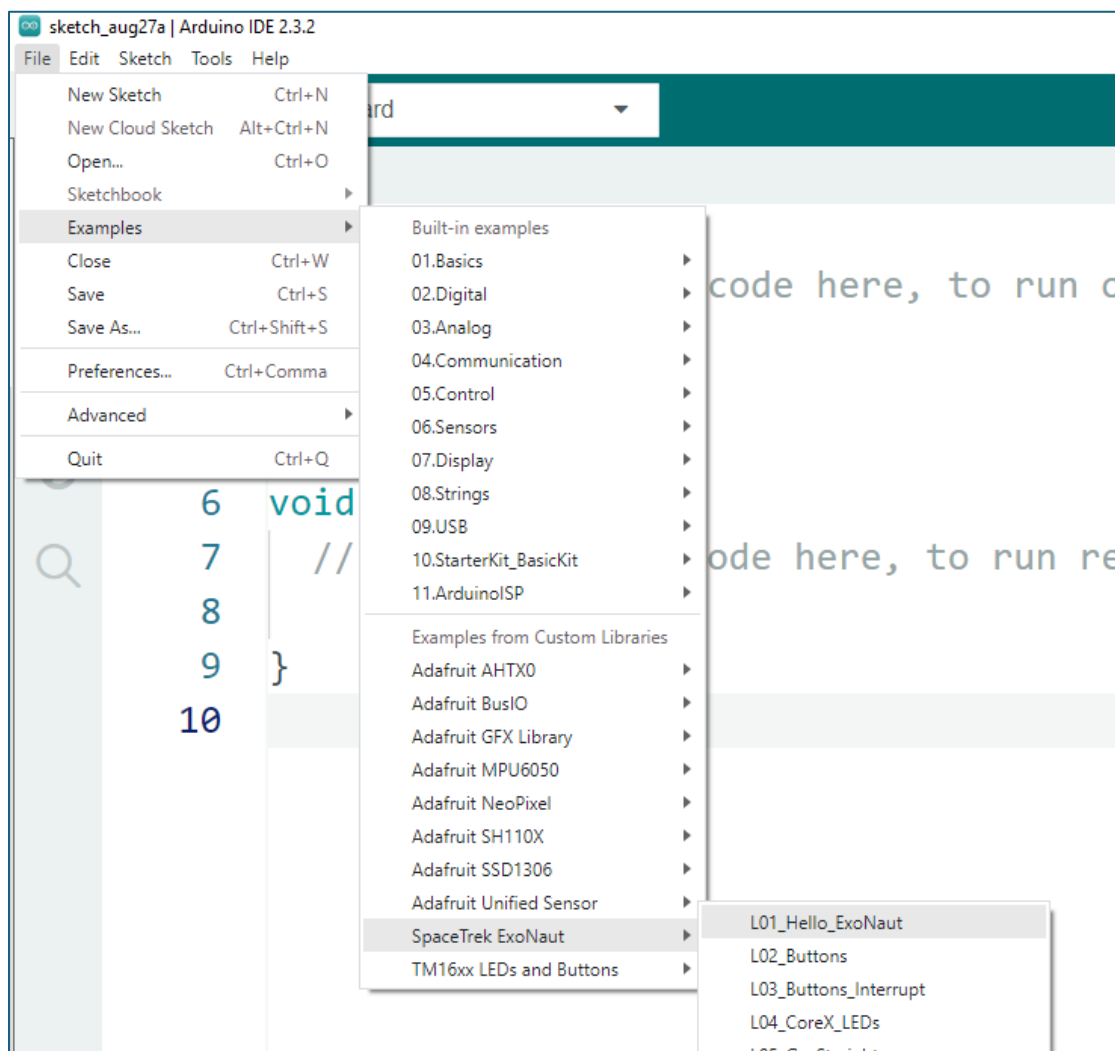 sketch_aug27a | Arduino IDE 2.3.2
File Edit Sketch Tools Help
New Sketch Ctrl+N
New Cloud Sketch Alt+Ctrl+N
Open... Ctrl+O
Sketchbook
Examples
Close Ctrl+W
Save Ctrl+S
Save As... Ctrl+Shift+S
Preferences... Ctrl+Comma
Advanced
Quit Ctrl+Q
Built-in examples
01.Basics
02.Digital
03.Analog
04.Communication
05.Control
06.Sensors
07.Display
08.Strings
09.USB
10.StarterKit_BasicKit
11.ArduinoISP
Examples from Custom Libraries
Adafruit AHTX0
Adafruit BusIO
Adafruit GFX Library
Adafruit MPU6050
Adafruit NeoPixel
Adafruit SH110X
Adafruit SSD1306
Adafruit Unified Sensor
SpaceTrek ExoNaut
TM16xx LEDs and Buttons
L01_Hello_ExoNaut
L02_Buttons
L03_Buttons_Interrupt
L04_CoreX_LEDs
code here, to run
6 void
7 // ode here, to run re
8
9 }
10